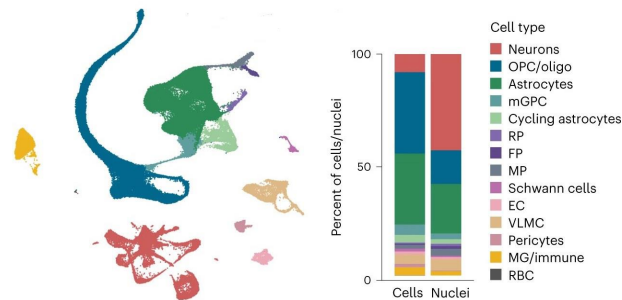 Cell type
Neurons
OPC/oligo
Astrocytes
mGPC
Cycling astrocytes
RP
FP
MP
Schwann cells
EC
VLMC
Pericytes
MG/immune
RBC
Percent of cells/nuclei
100
50
0
Cells Nuclei